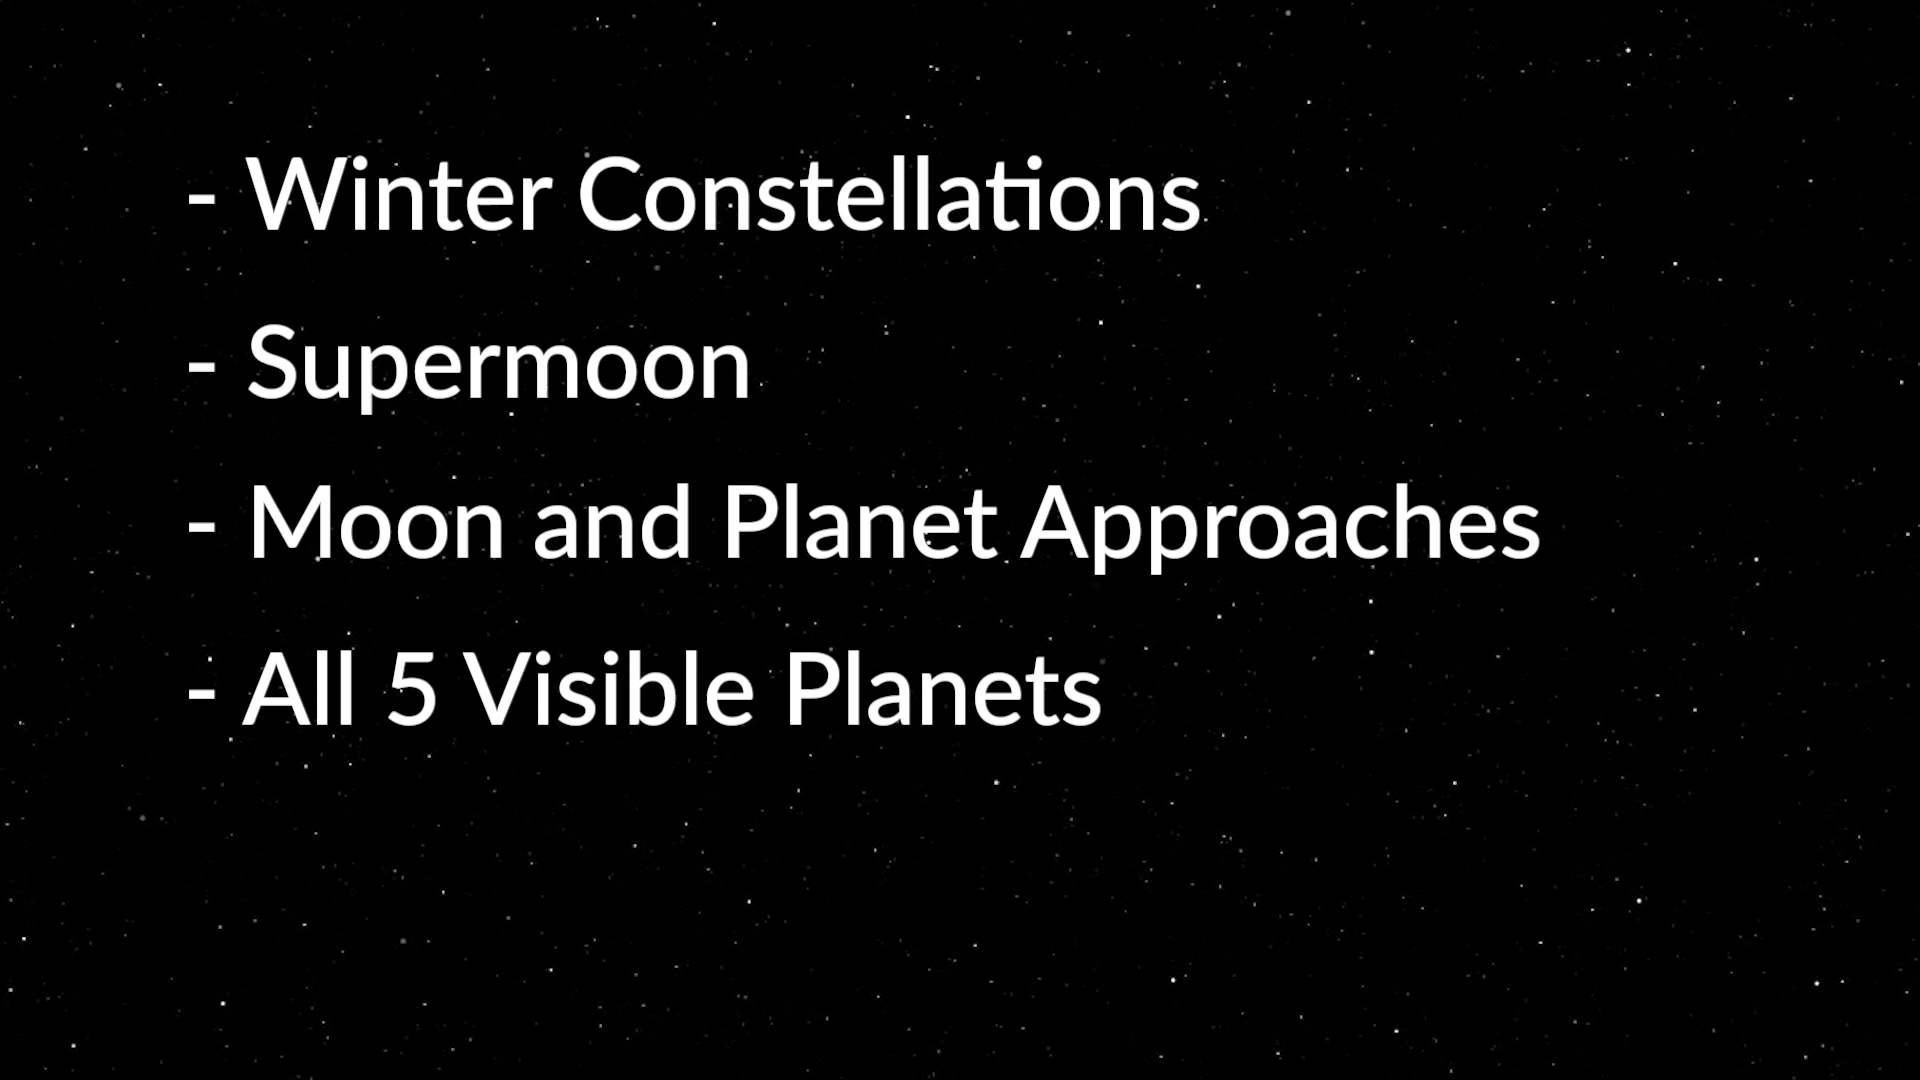 - Winter Constellations
- Supermoon
- Moon and Planet Approaches
- All 5 Visible Planets